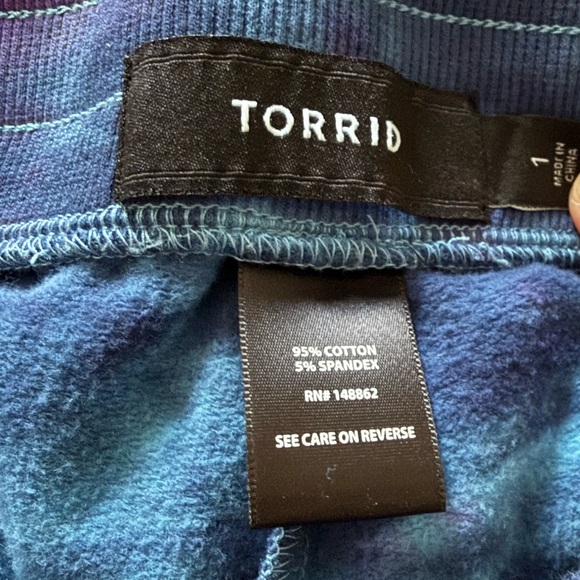 TORRID
1
MADE IN
CHINA
95% COTTON
5% SPANDEX
RN# 148862
SEE CARE ON REVERSE